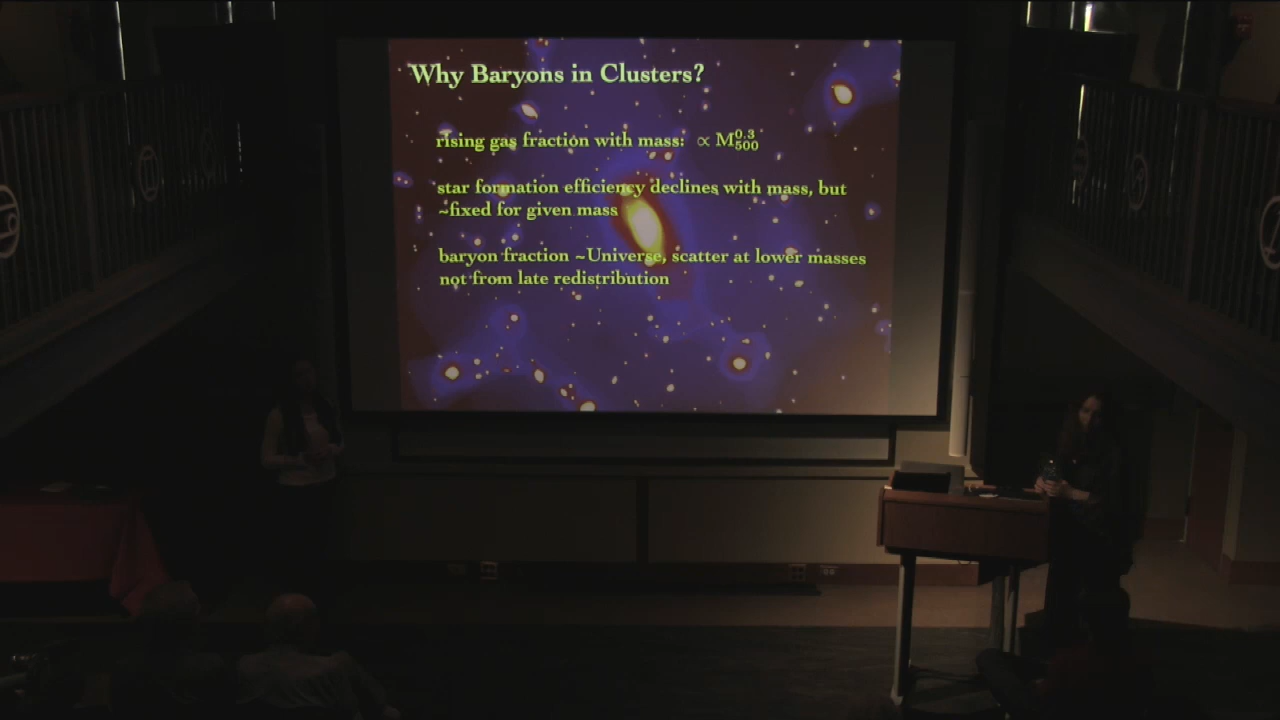 Why Baryons in Clusters?
rising gas fraction with mass: ∝ M₅₀₀^0.3
star formation efficiency declines with mass, but
~fixed for given mass
baryon fraction ~Universe, scatter at lower masses
not from late redistribution